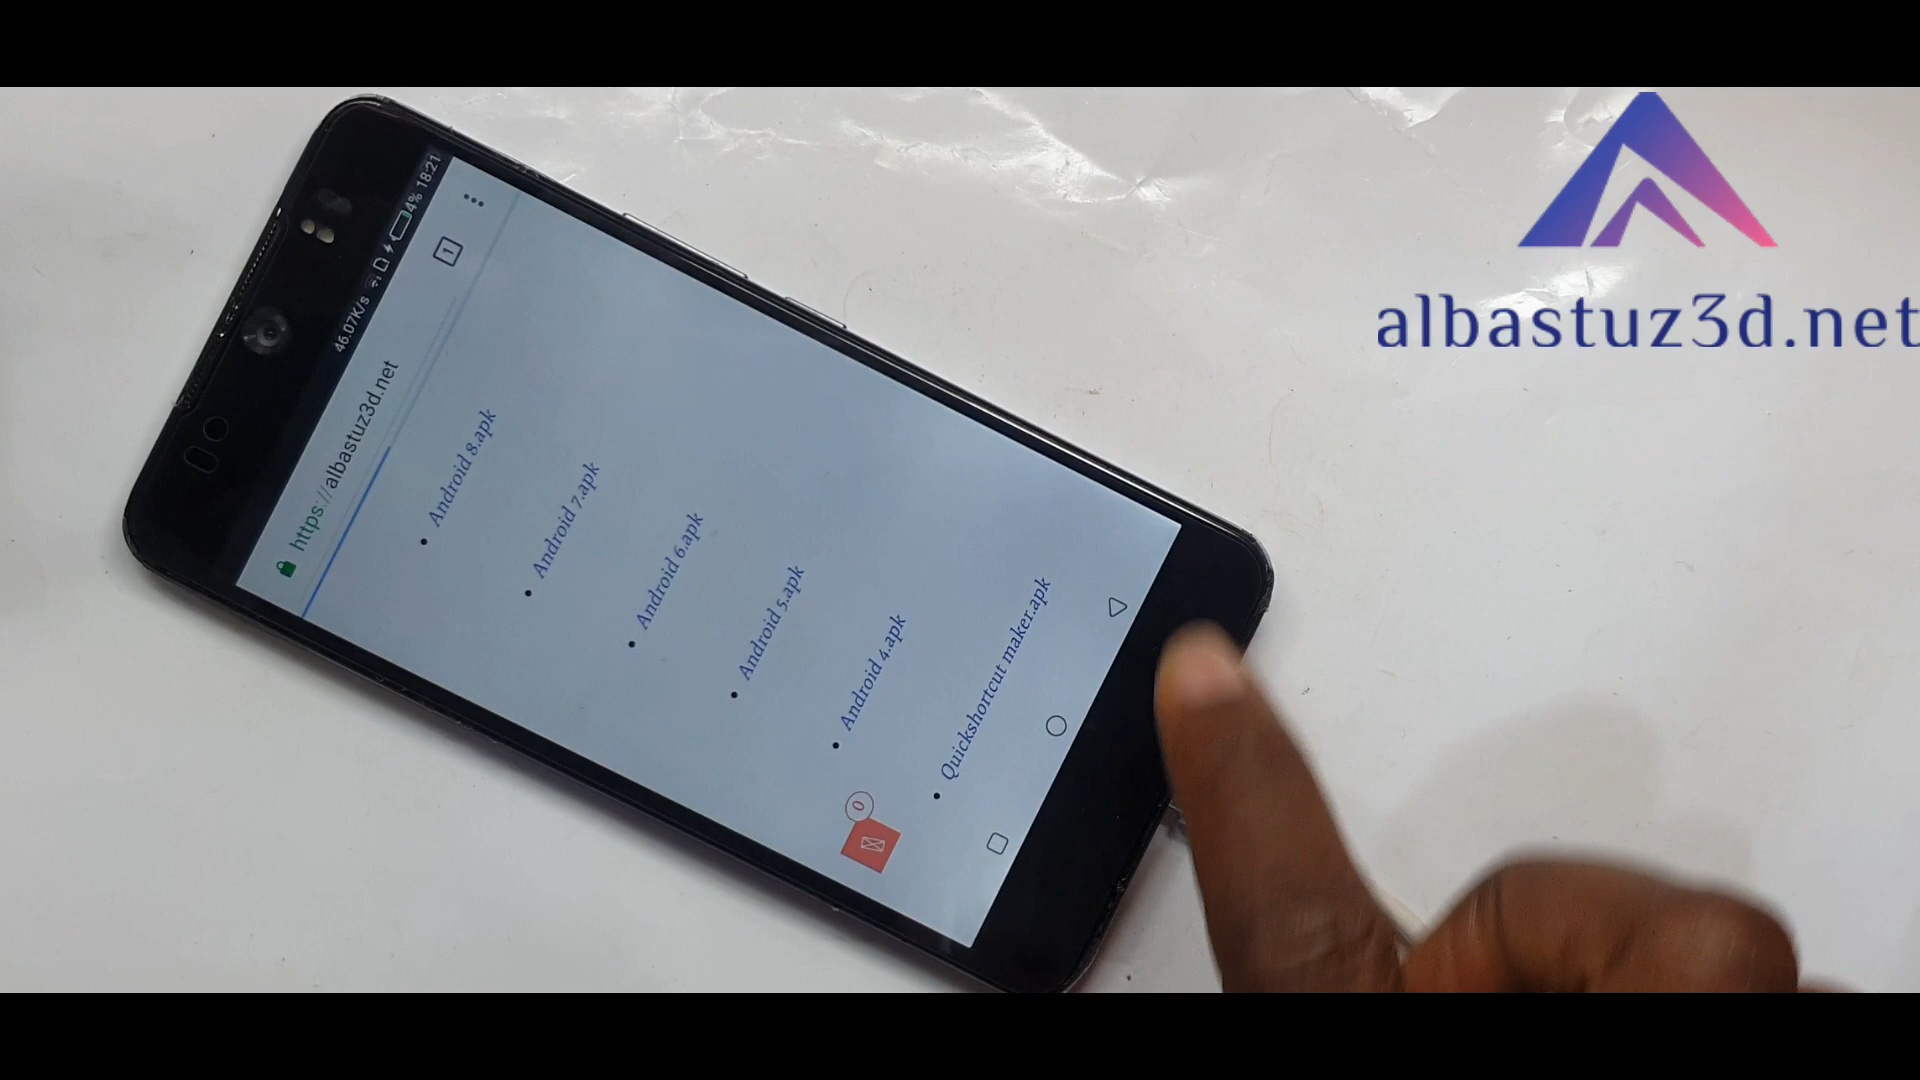 46.07K/s 4% 18:21
https://albastuz3d.net
1
Android 8.apk
Android 7.apk
Android 6.apk
Android 5.apk
Android 4.apk
Quickshortcut maker.apk
0
albastuz3d.net